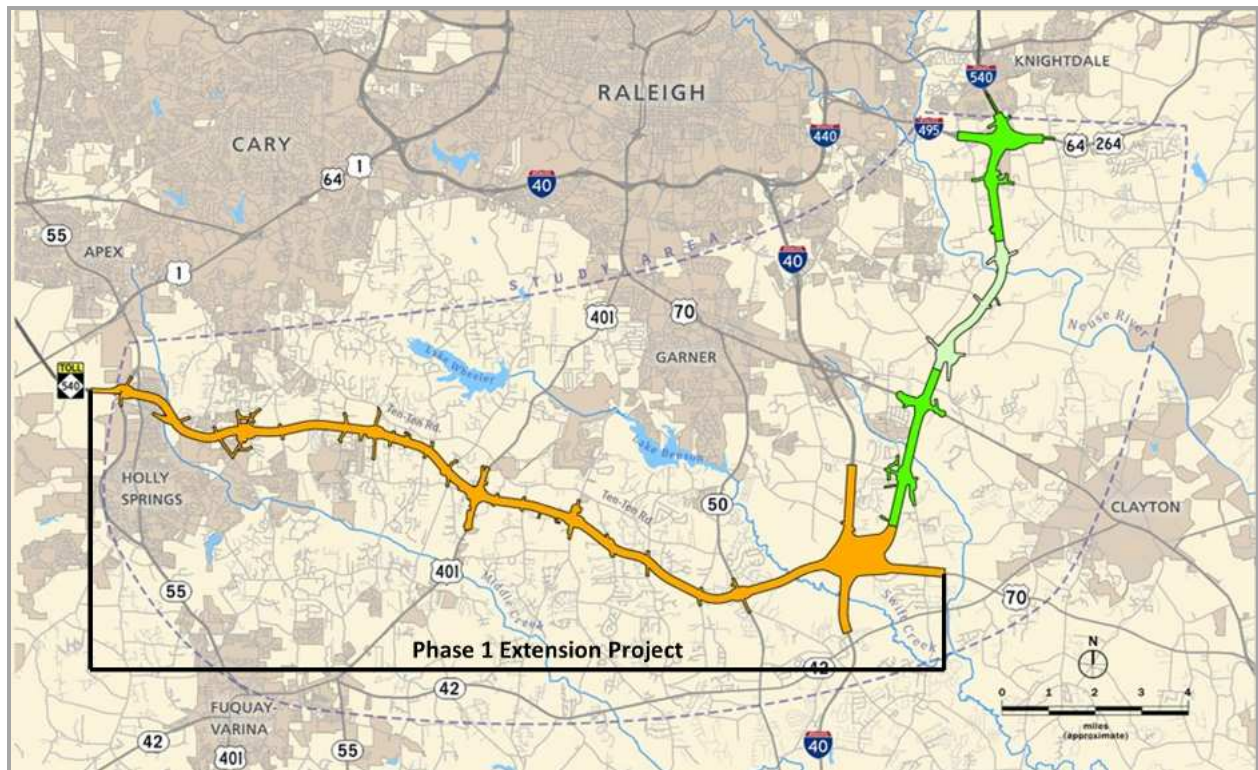 540
KNIGHTDALE
RALEIGH
440
495
64 264
CARY
1
64
40
55
APEX
1
STUDY AREA
40
401
70
Neuse River
GARNER
Lake Wheeler
TOLL
540
Ten-Ten Rd.
Lake Benson
HOLLY
SPRINGS
Ten-Ten Rd.
50
CLAYTON
401
Middle Creek
55
Swift Creek
70
Phase 1 Extension Project
42
42
N
0 1 2 3 4
miles
(approximate)
FUQUAY-
VARINA
42
401
55
40